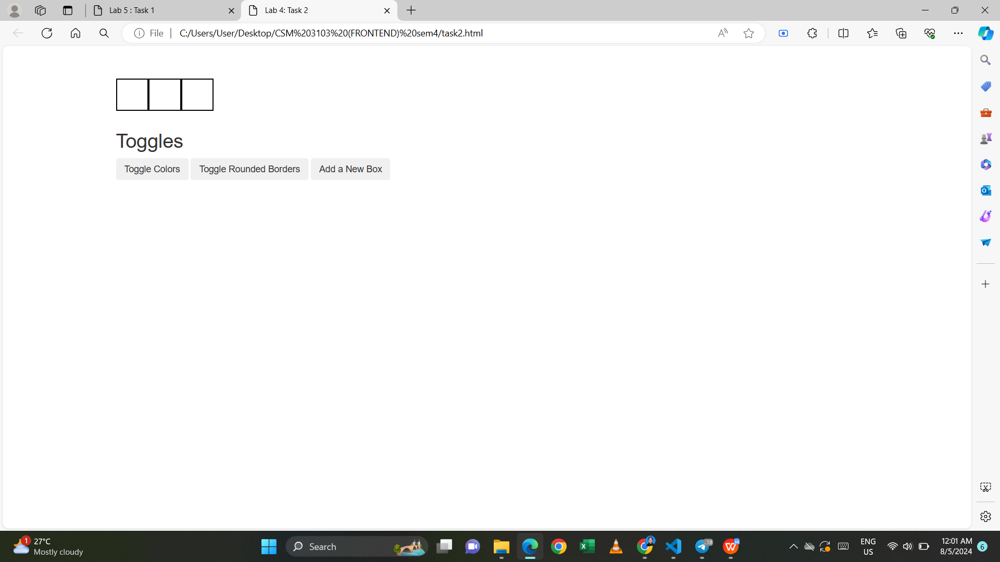 Lab 5 : Task 1
Lab 4: Task 2
File
C:/Users/User/Desktop/CSM%203103%20(FRONTEND)%20sem4/task2.html
Toggles
Toggle Colors
Toggle Rounded Borders
Add a New Box
1
27°C
Mostly cloudy
Search
..18
ENG
US
12:01 AM
8/5/2024
6